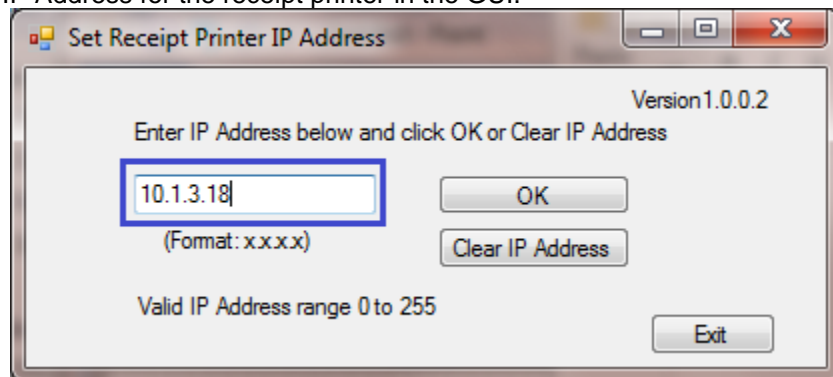 IP Address for the receipt printer in the GUI.
Set Receipt Printer IP Address
Version1.0.0.2
Enter IP Address below and click OK or Clear IP Address
10.1.3.18
OK
(Format: x.x.x.x)
Clear IP Address
Valid IP Address range 0 to 255
Exit